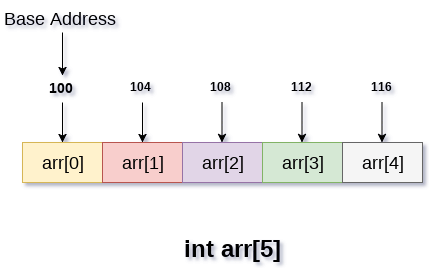 Base Address
100 104 108 112 116
arr[0] arr[1] arr[2] arr[3] arr[4]
int arr[5]